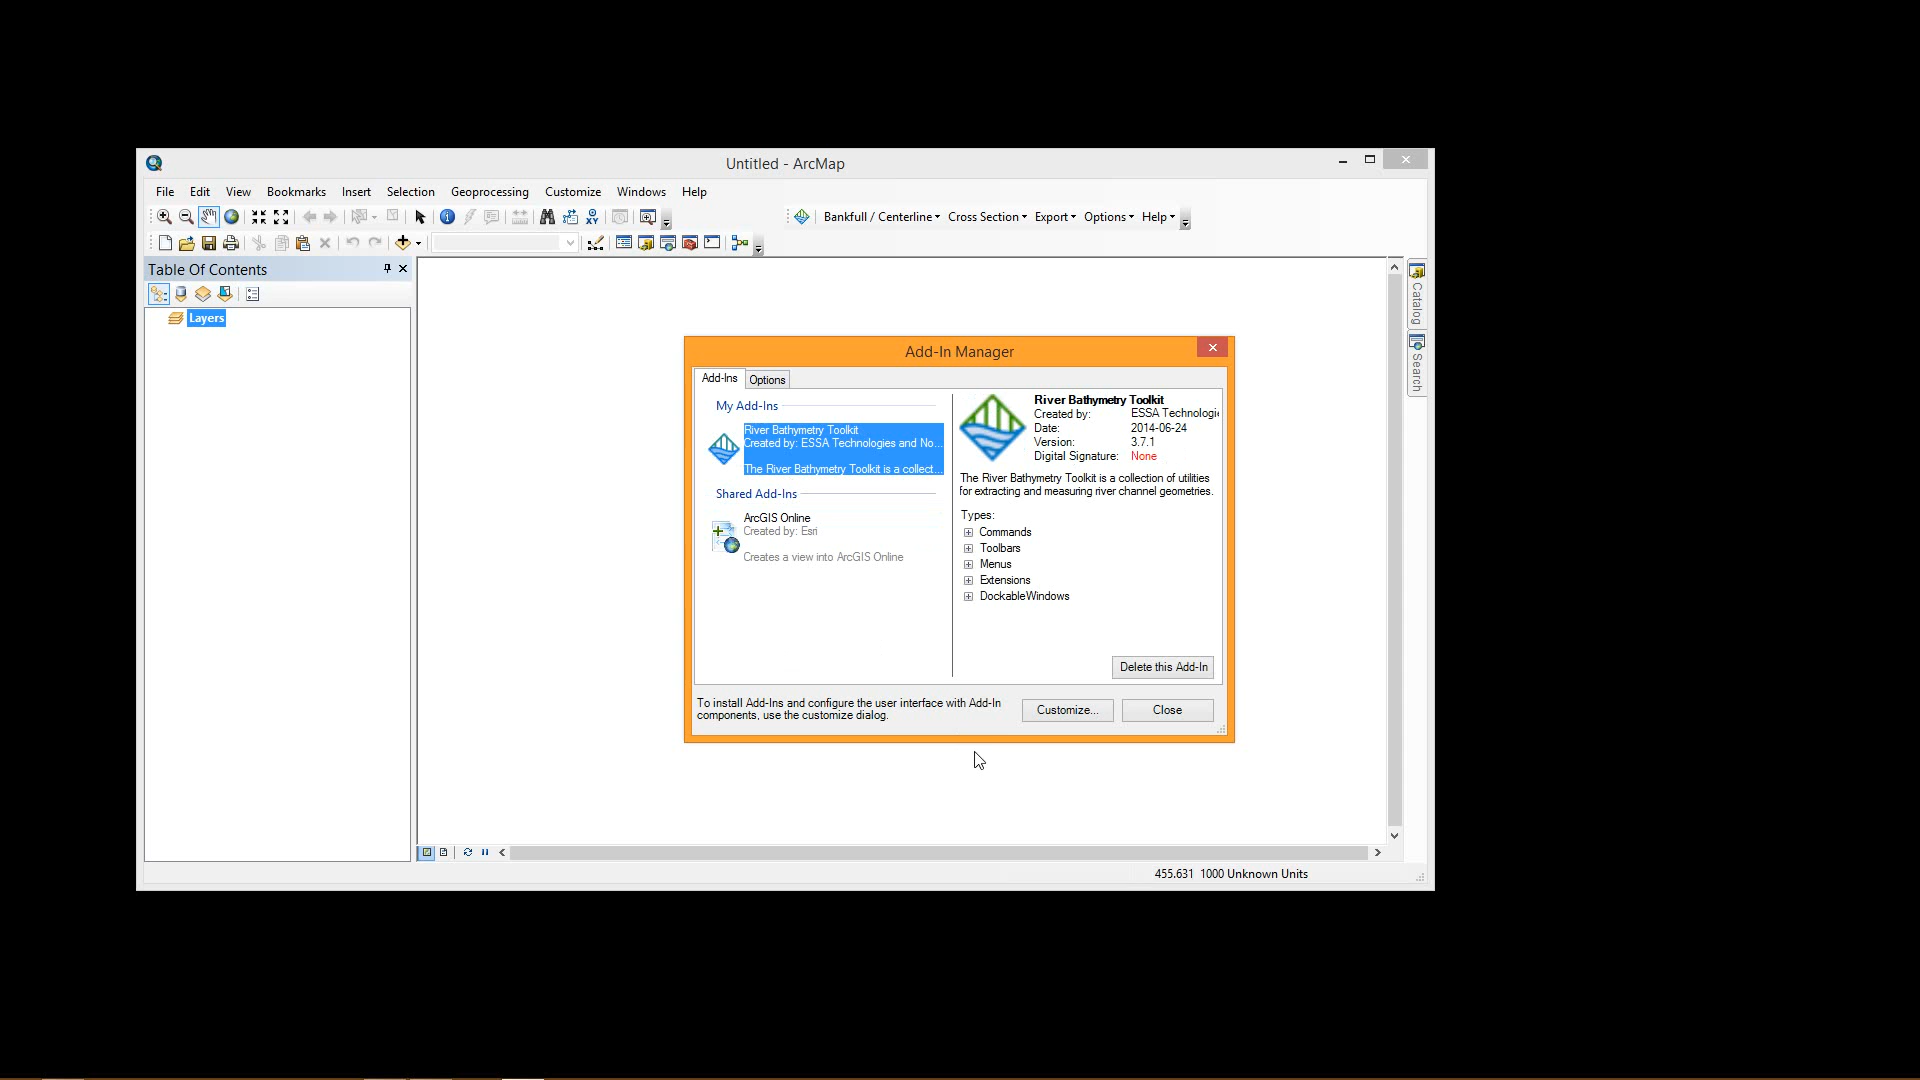 Untitled - ArcMap
File Edit View Bookmarks Insert Selection Geoprocessing Customize Windows Help
Bankfull / Centerline Cross Section Export Options Help
Table Of Contents
Layers
Catalog
Search
Add-In Manager
Add-Ins Options
My Add-Ins
River Bathymetry Toolkit
Created by: ESSA Technologies and No...
The River Bathymetry Toolkit is a collect...
Shared Add-Ins
ArcGIS Online
Created by: Esri
Creates a view into ArcGIS Online
River Bathymetry Toolkit
Created by: ESSA Technologi
Date: 2014-06-24
Version: 3.7.1
Digital Signature: None
The River Bathymetry Toolkit is a collection of utilities
for extracting and measuring river channel geometries.
Types:
Commands
Toolbars
Menus
Extensions
DockableWindows
Delete this Add-In
To install Add-Ins and configure the user interface with Add-In
components, use the customize dialog.
Customize... Close
455.631 1000 Unknown Units